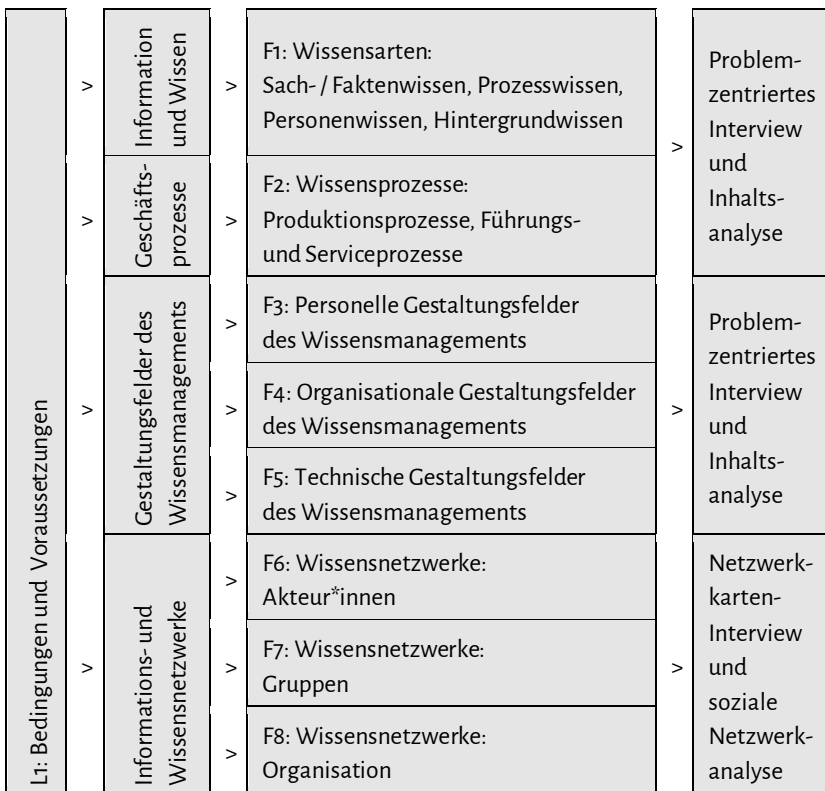 L1: Bedingungen und Voraussetzungen
>
Information
und Wissen
>
F1: Wissensarten:
Sach- / Faktenwissen, Prozesswissen,
Personenwissen, Hintergrundwissen
>
Geschäfts-
prozesse
>
F2: Wissensprozesse:
Produktionsprozesse, Führungs-
und Serviceprozesse
>
Problem-
zentriertes
Interview
und
Inhalts-
analyse
>
Gestaltungsfelder des
Wissensmanagements
>
F3: Personelle Gestaltungsfelder
des Wissensmanagements
>
F4: Organisationale Gestaltungsfelder
des Wissensmanagements
>
F5: Technische Gestaltungsfelder
des Wissensmanagements
>
Problem-
zentriertes
Interview
und
Inhalts-
analyse
>
Informations- und
Wissensnetzwerke
>
F6: Wissensnetzwerke:
Akteur*innen
>
F7: Wissensnetzwerke:
Gruppen
>
F8: Wissensnetzwerke:
Organisation
>
Netzwerk-
karten-
Interview
und
soziale
Netzwerk-
analyse